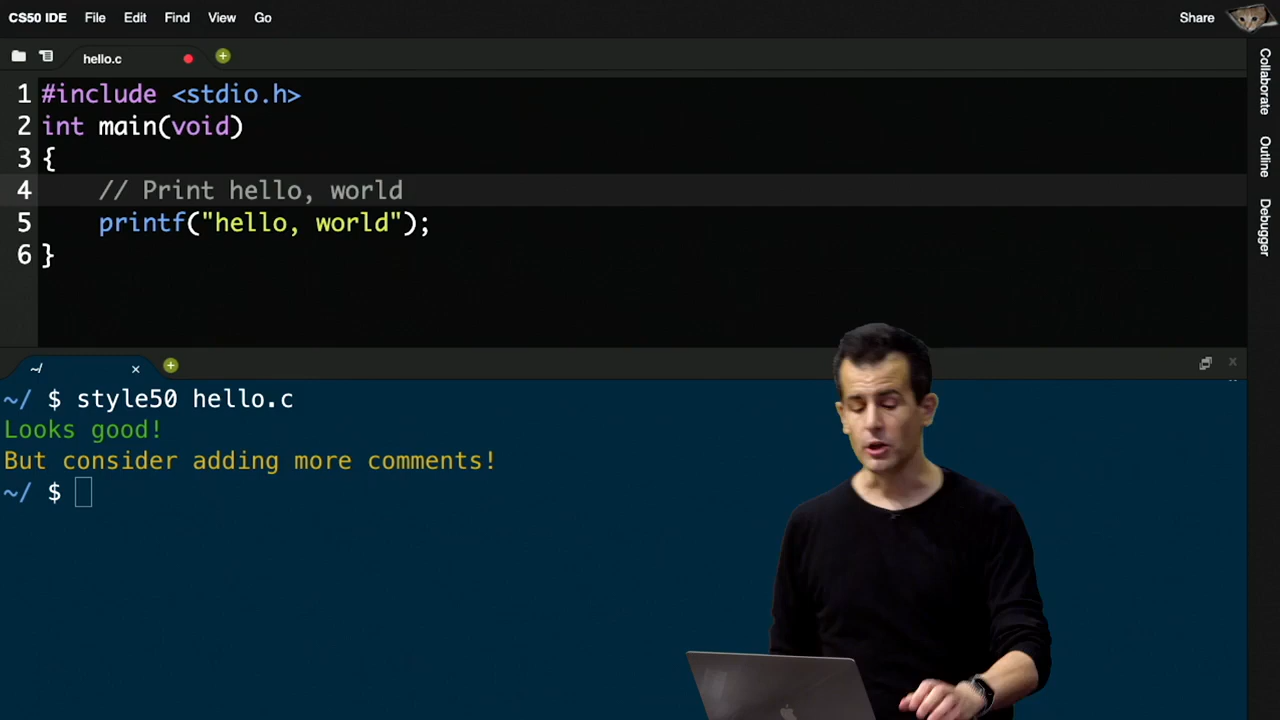 CS50 IDE File Edit Find View Go Share
hello.c
1 #include <stdio.h>
2 int main(void)
3 {
4 // Print hello, world
5 printf("hello, world");
6 }
Collaborate
Outline
Debugger
~/
~/ $ style50 hello.c
Looks good!
But consider adding more comments!
~/ $